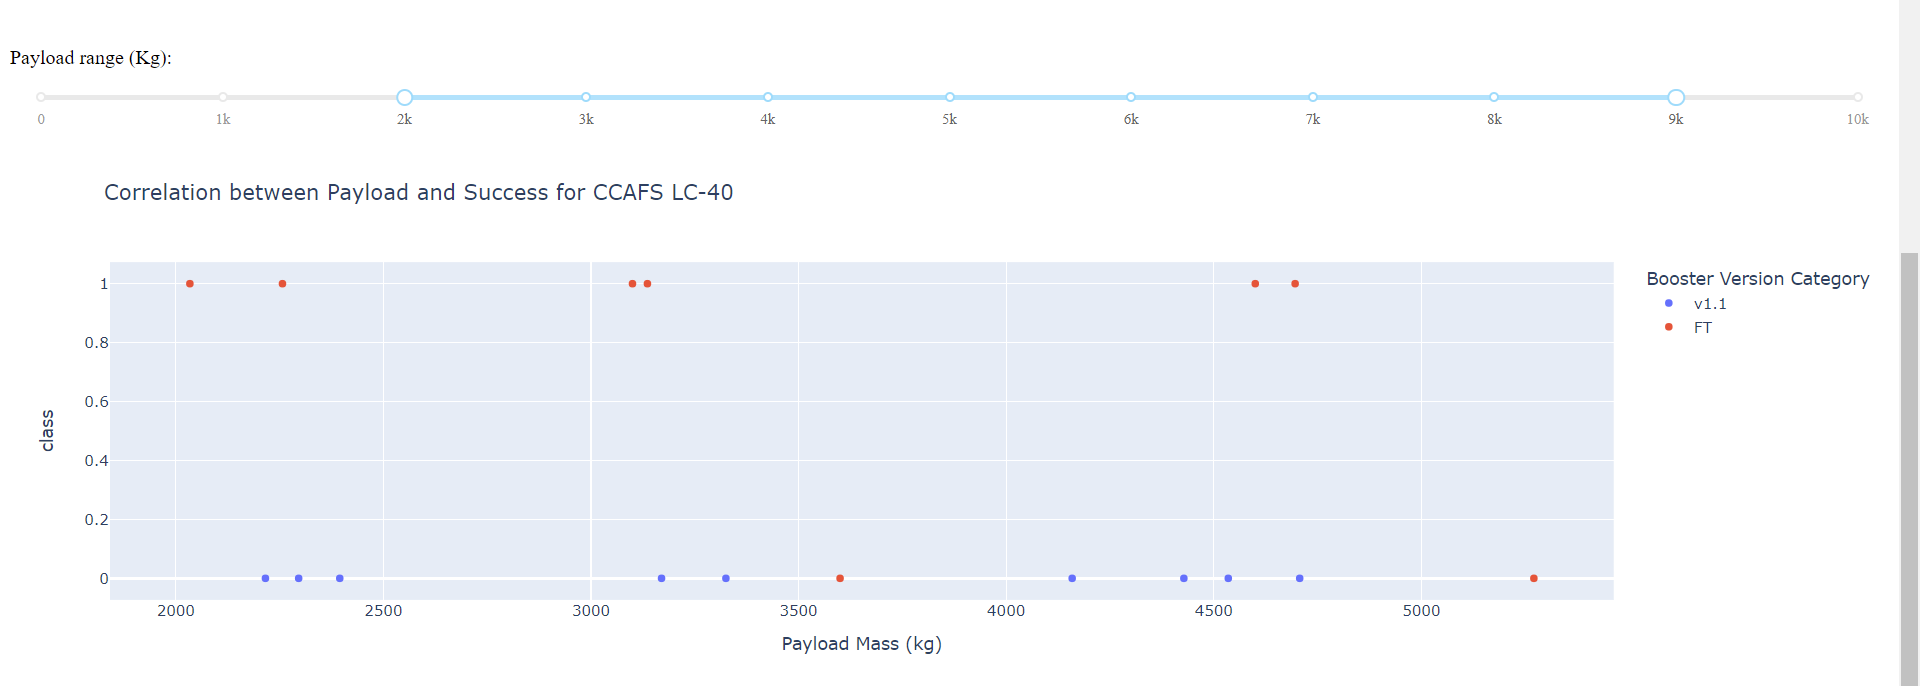 Payload range (Kg):
0 1k 2k 3k 4k 5k 6k 7k 8k 9k 10k
Correlation between Payload and Success for CCAFS LC-40
Booster Version Category
v1.1
FT
1
0.8
0.6
0.4
0.2
0
class
2000 2500 3000 3500 4000 4500 5000
Payload Mass (kg)